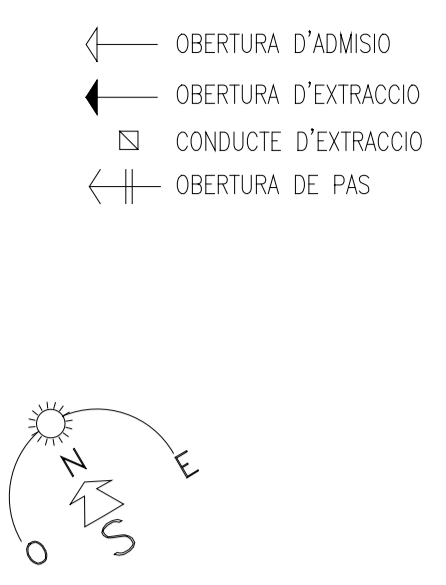 OBERTURA D'ADMISIO
OBERTURA D'EXTRACCIO
CONDUCTE D'EXTRACCIO
OBERTURA DE PAS
N
E
S
O